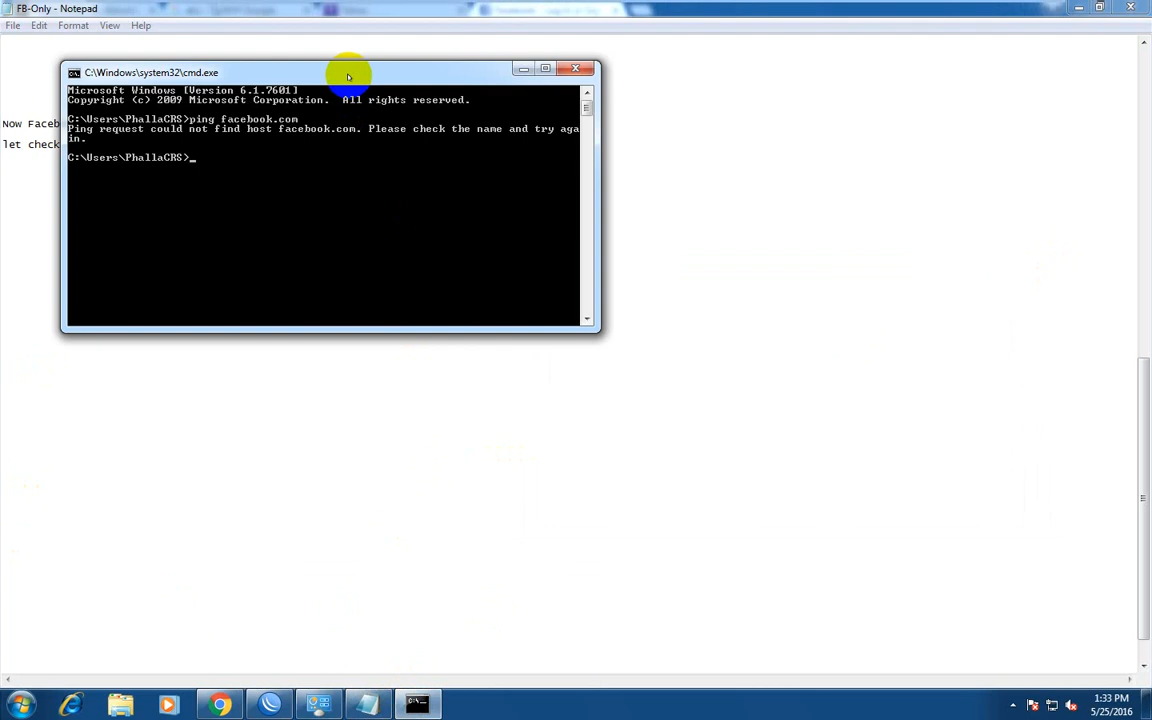 FB-Only - Notepad
File Edit Format View Help
Now Faceb
let check
C:\Windows\system32\cmd.exe
Microsoft Windows [Version 6.1.7601]
Copyright (c) 2009 Microsoft Corporation.  All rights reserved.
C:\Users\PhallaCRS>ping facebook.com
Ping request could not find host facebook.com. Please check the name and try aga
in.
C:\Users\PhallaCRS>_
1:33 PM
5/25/2016